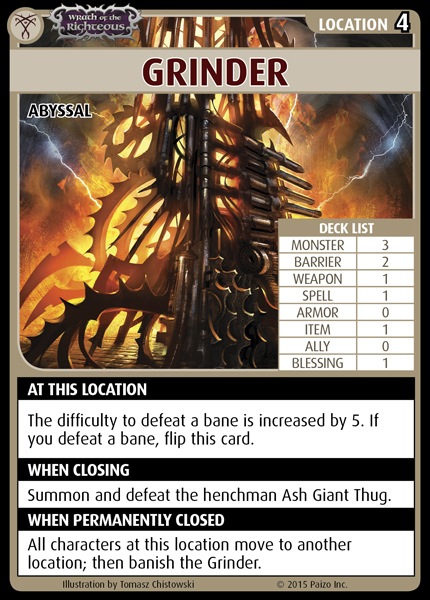 Wrath of the
Righteous
LOCATION 4
GRINDER
ABYSSAL
DECK LIST
MONSTER 3
BARRIER 2
WEAPON 1
SPELL 1
ARMOR 0
ITEM 1
ALLY 0
BLESSING 1
AT THIS LOCATION
The difficulty to defeat a bane is increased by 5. If
you defeat a bane, flip this card.
WHEN CLOSING
Summon and defeat the henchman Ash Giant Thug.
WHEN PERMANENTLY CLOSED
All characters at this location move to another
location; then banish the Grinder.
Illustration by Tomasz Chistowski © 2015 Paizo Inc.